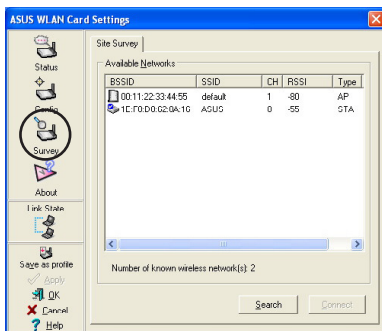 ASUS WLAN Card Settings
Status
Config
Survey
About
Link State
Save as profile
Apply
OK
Cancel
Help
Site Survey
Available Networks
BSSID SSID CH RSSI Type
00:11:22:33:44:55 default 1 -80 AP
1E:F0:D0:62:0A:16 ASUS 0 -55 STA
Number of known wireless network(s): 2
Search Connect